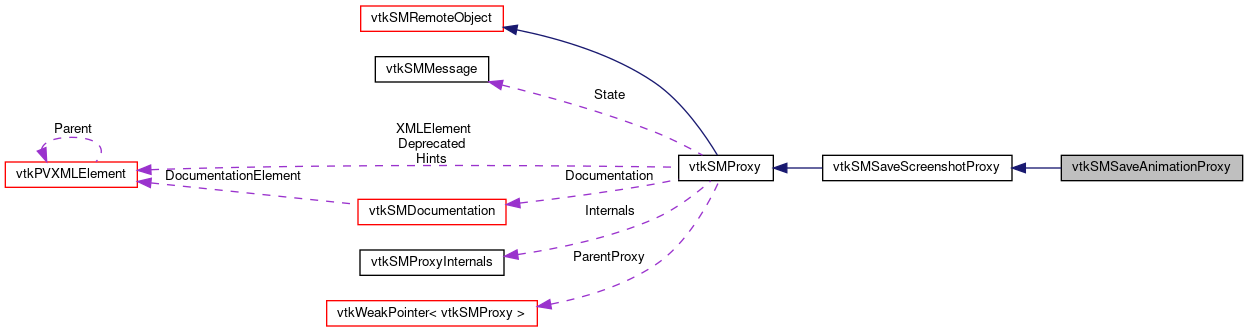 vtkSMRemoteObject
vtkSMMessage
State
Parent
XMLElement
Deprecated
Hints
vtkPVXMLElement
DocumentationElement
Documentation
vtkSMProxy
vtkSMSaveScreenshotProxy
vtkSMSaveAnimationProxy
vtkSMDocumentation
Internals
vtkSMProxyInternals
ParentProxy
vtkWeakPointer< vtkSMProxy >